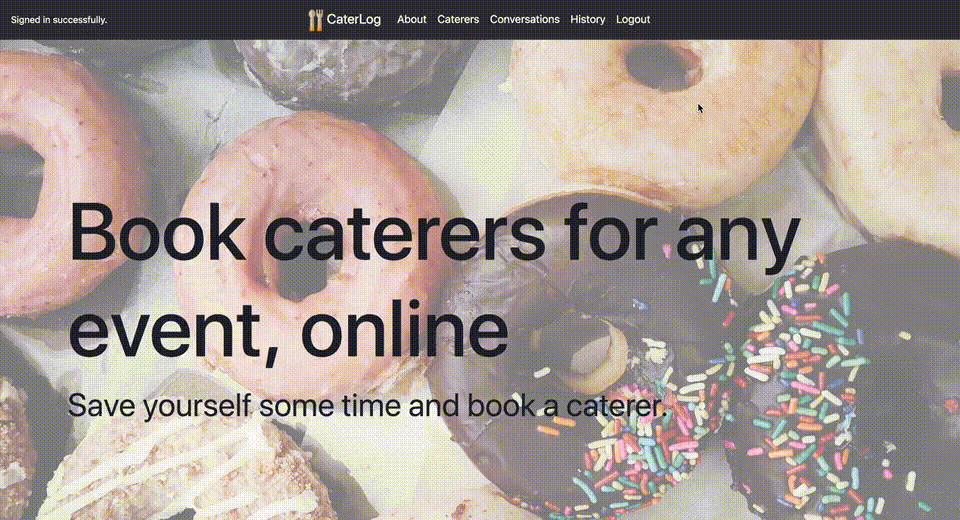 Signed in successfully. CaterLog About Caterers Conversations History Logout
Book caterers for any
event, online
Save yourself some time and book a caterer.